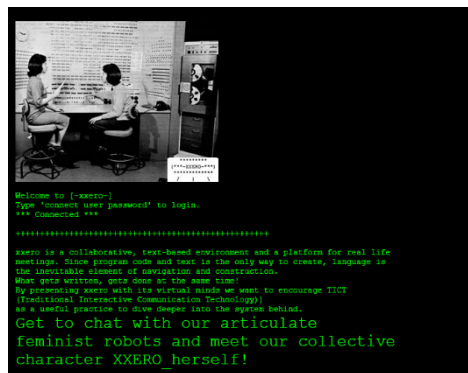 *********
(***-XXERO-***)
*************
Welcome to [-xxero-]
Type 'connect user password' to login.
*** Connected ***
++++++++++++++++++++++++++++++++++++++++++++++++++++
xxero is a collaborative, text-based environment and a platform for real life
meetings. Since program code and text is the only way to create, language is
the inevitable element of navigation and construction.
What gets written, gets done at the same time!
By presenting xxero with its virtual minds we want to encourage TICT
(Traditional Interactive Communication Technology))
as a useful practice to dive deeper into the system behind.
Get to chat with our articulate
feminist robots and meet our collective
character XXERO_herself!